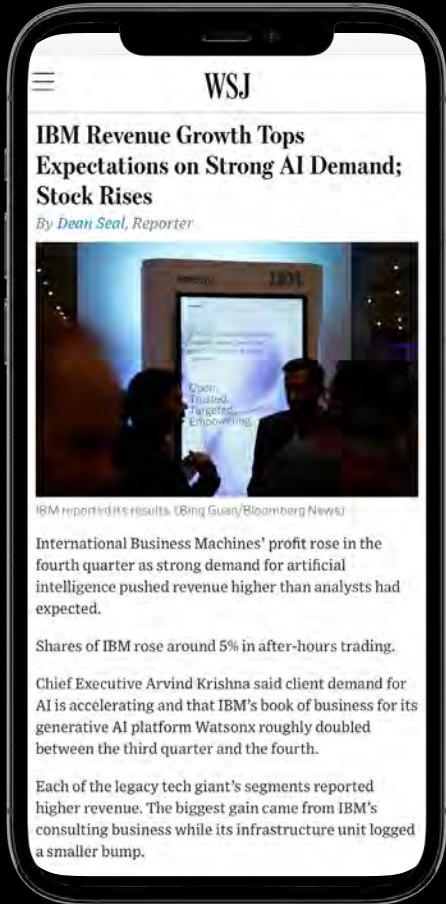 WSJ
IBM Revenue Growth Tops
Expectations on Strong AI Demand;
Stock Rises
By Dean Seal, Reporter
IBM
Open.
Trusted.
Targeted.
Empowering.
IBM reported its results. (Bing Guan/Bloomberg News)
International Business Machines’ profit rose in the
fourth quarter as strong demand for artificial
intelligence pushed revenue higher than analysts had
expected.
Shares of IBM rose around 5% in after-hours trading.
Chief Executive Arvind Krishna said client demand for
AI is accelerating and that IBM’s book of business for its
generative AI platform Watsonx roughly doubled
between the third quarter and the fourth.
Each of the legacy tech giant’s segments reported
higher revenue. The biggest gain came from IBM’s
consulting business while its infrastructure unit logged
a smaller bump.